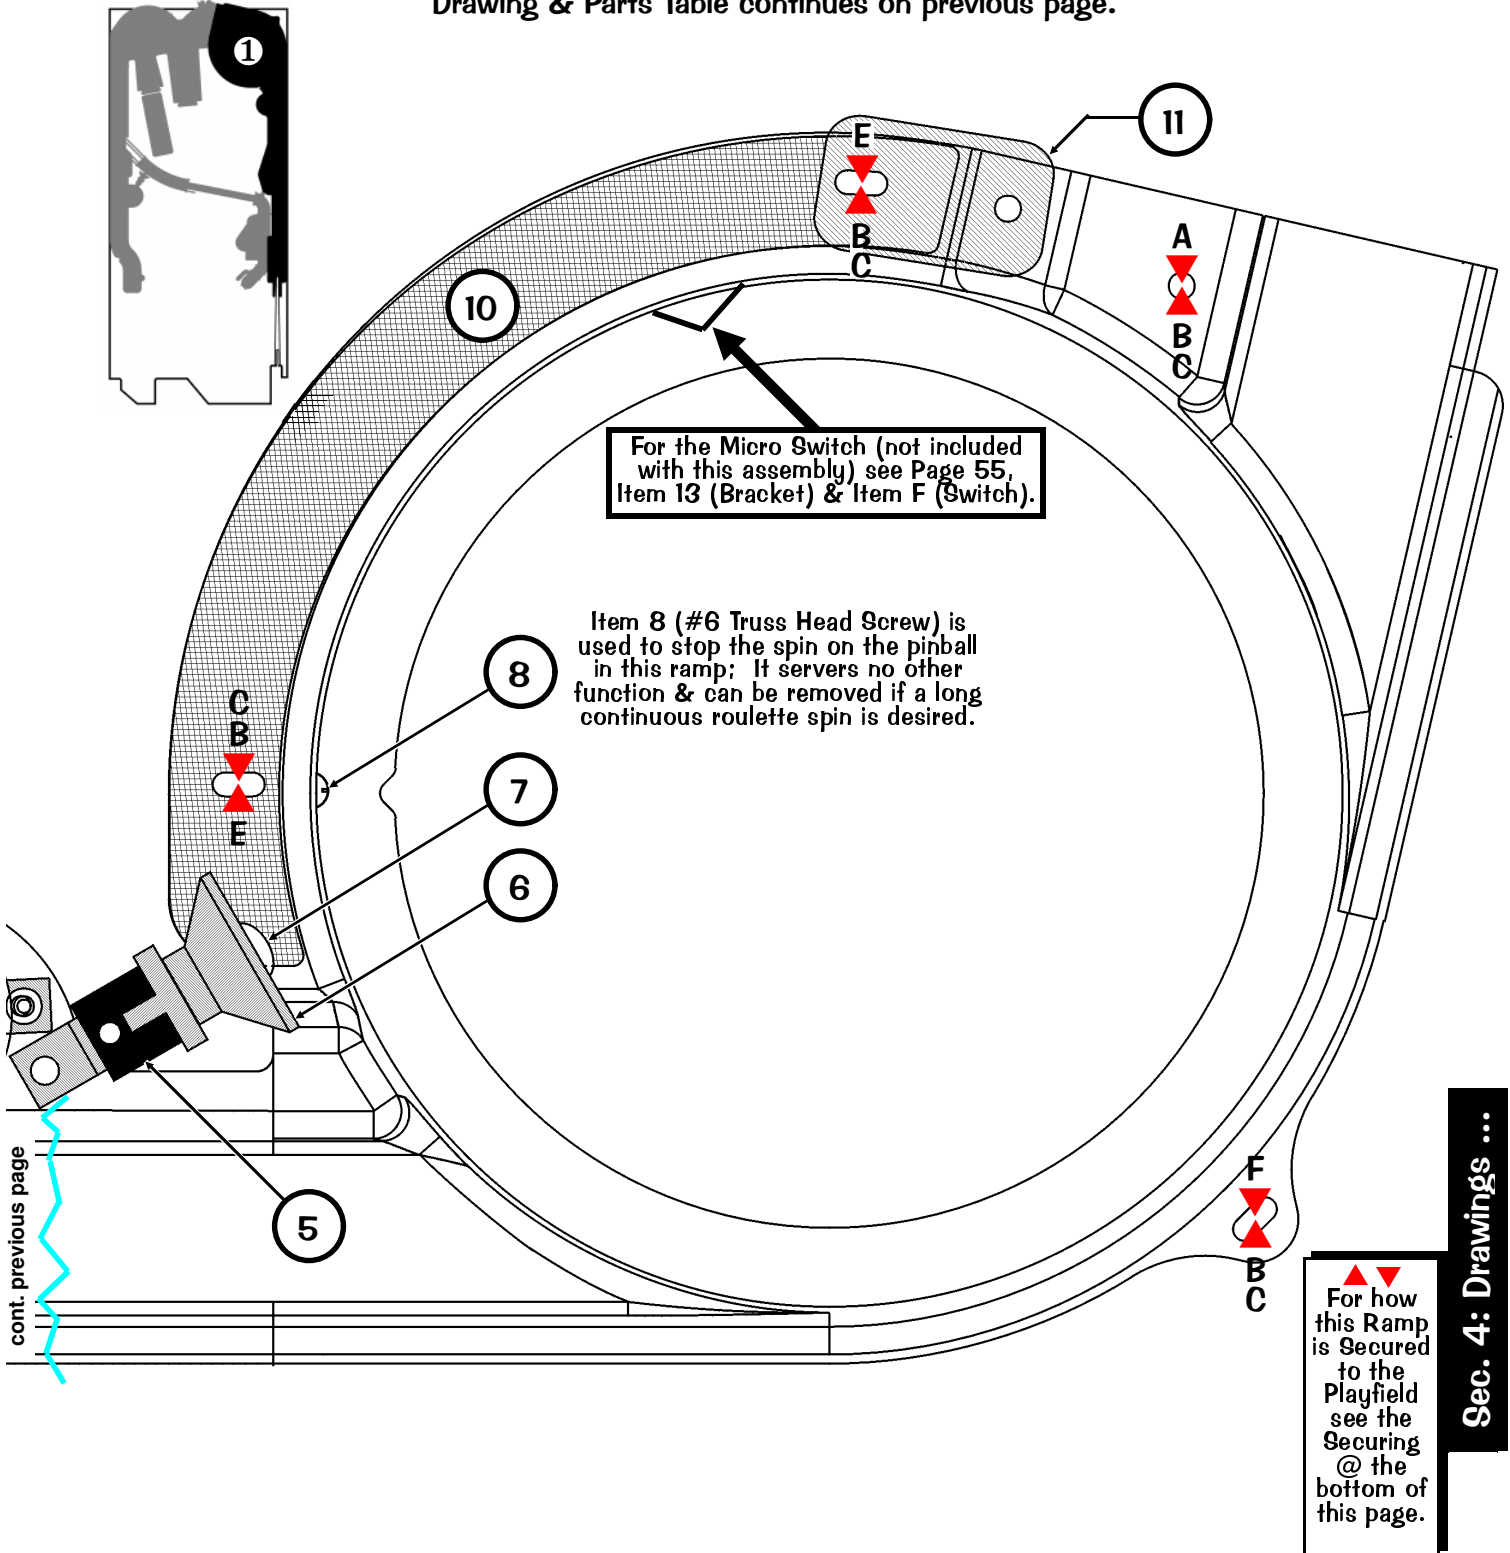 Drawing & Parts Table continues on previous page.
1
11
E
B
C
A
B
C
10
For the Micro Switch (not included
with this assembly) see Page 55,
Item 13 (Bracket) & Item F (Switch).
Item 8 (#6 Truss Head Screw) is
used to stop the spin on the pinball
in this ramp; It servers no other
function & can be removed if a long
continuous roulette spin is desired.
8
C
B
E
7
6
5
cont. previous page
F
B
C
For how
this Ramp
is Secured
to the
Playfield
see the
Securing
@ the
bottom of
this page.
Sec. 4: Drawings ...